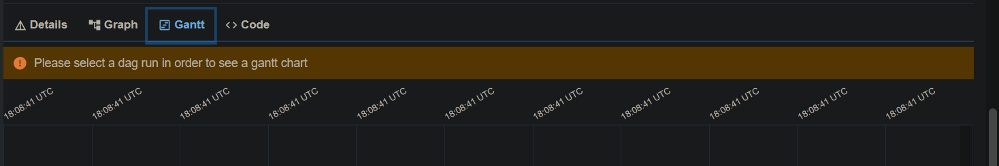 Details Graph Gantt Code
Please select a dag run in order to see a gantt chart
18:08:41 UTC 18:08:41 UTC 18:08:41 UTC 18:08:41 UTC 18:08:41 UTC 18:08:41 UTC 18:08:41 UTC 18:08:41 UTC 18:08:41 UTC 18:08:41 UTC 18:08:41 UTC